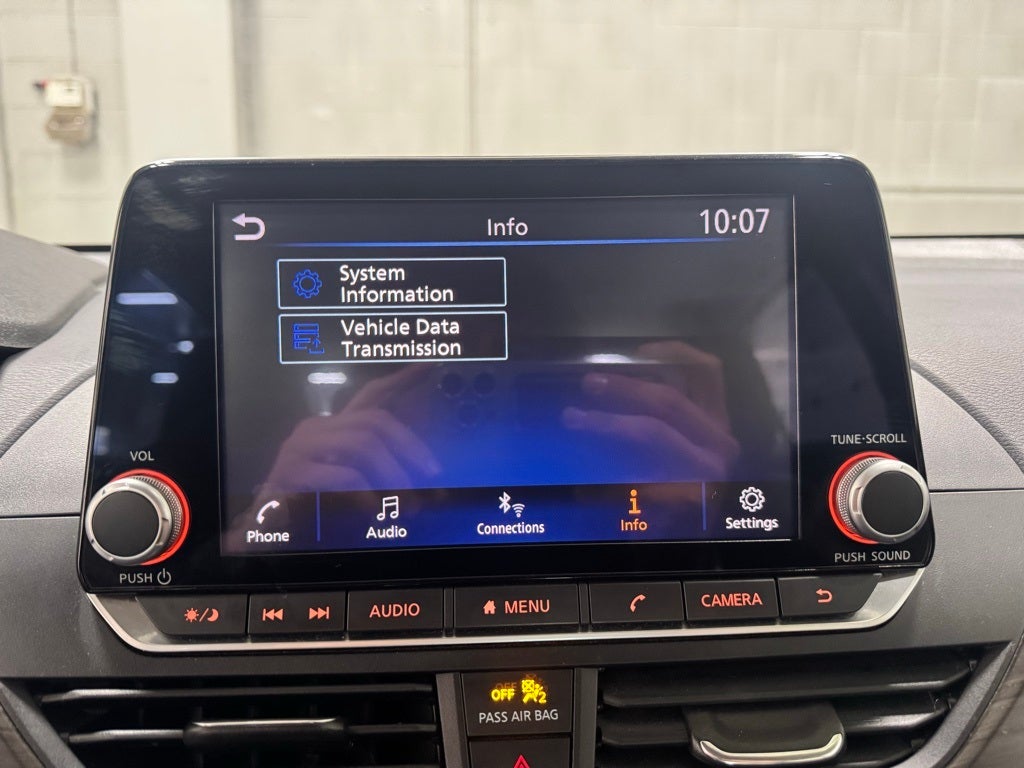 Info
10:07
System
Information
Vehicle Data
Transmission
VOL
TUNE·SCROLL
Phone
Audio
Connections
Info
Settings
PUSH
PUSH SOUND
AUDIO
MENU
CAMERA
OFF
2
PASS AIR BAG